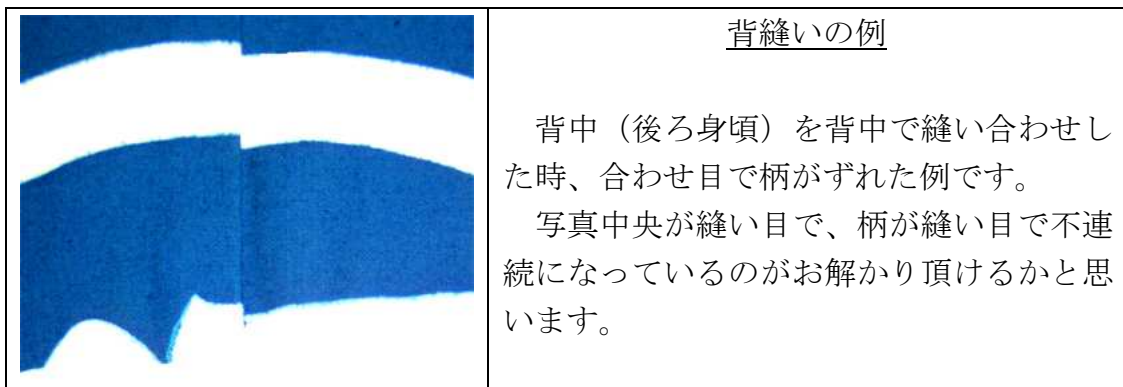 背縫いの例
背中（後ろ身頃）を背中で縫い合わせし
た時、合わせ目で柄がずれた例です。
写真中央が縫い目で、柄が縫い目で不連
続になっているのがお解かり頂けるかと思
います。